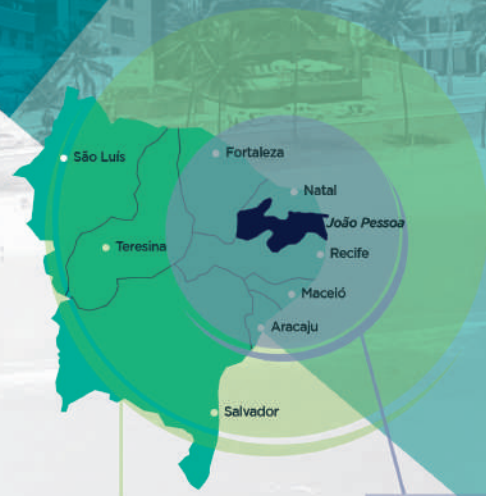 Fortaleza
São Luís
Natal
João Pessoa
Teresina
Recife
Maceió
Aracaju
Salvador